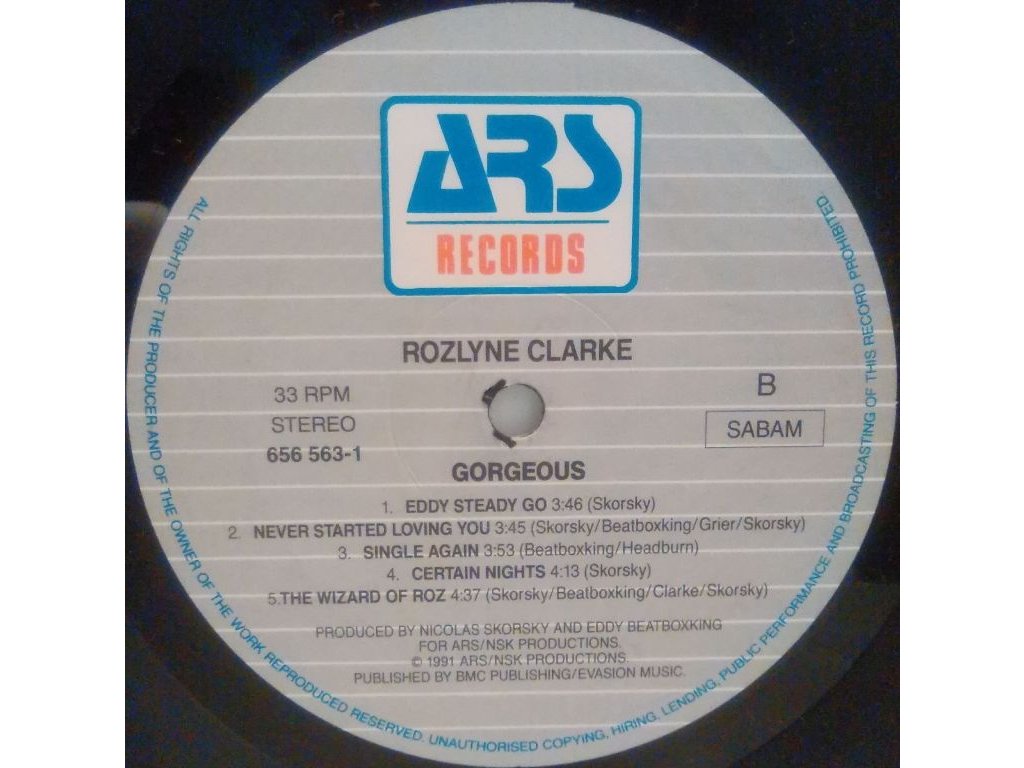 ARS
RECORDS
ROZLYNE CLARKE
33 RPM
STEREO
656 563-1
B
SABAM
GORGEOUS
1. EDDY STEADY GO 3:46 (Skorsky)
2. NEVER STARTED LOVING YOU 3:45 (Skorsky/Beatboxking/Grier/Skorsky)
3. SINGLE AGAIN 3:53 (Beatboxking/Headburn)
4. CERTAIN NIGHTS 4:13 (Skorsky)
5.THE WIZARD OF ROZ 4:37 (Skorsky/Beatboxking/Clarke/Skorsky)
PRODUCED BY NICOLAS SKORSKY AND EDDY BEATBOXKING
FOR ARS/NSK PRODUCTIONS.
© 1991 ARS/NSK PRODUCTIONS.
PUBLISHED BY BMC PUBLISHING/EVASION MUSIC.
ALL RIGHTS OF THE PRODUCER AND OF THE OWNER OF THE WORK REPRODUCED RESERVED. UNAUTHORISED COPYING, HIRING, LENDING, PUBLIC PERFORMANCE AND BROADCASTING OF THIS RECORD PROHIBITED.